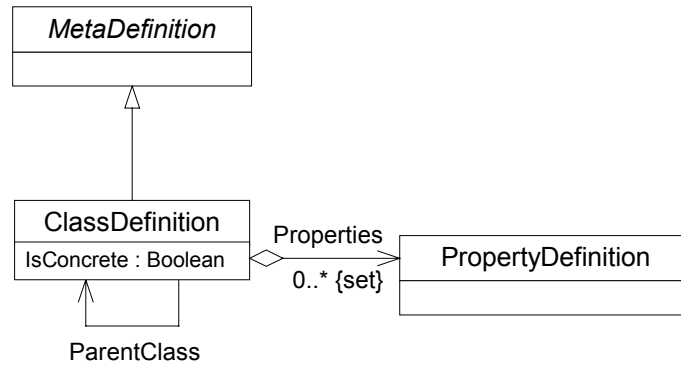 MetaDefinition
ClassDefinition
IsConcrete : Boolean
Properties
0..* {set}
PropertyDefinition
ParentClass